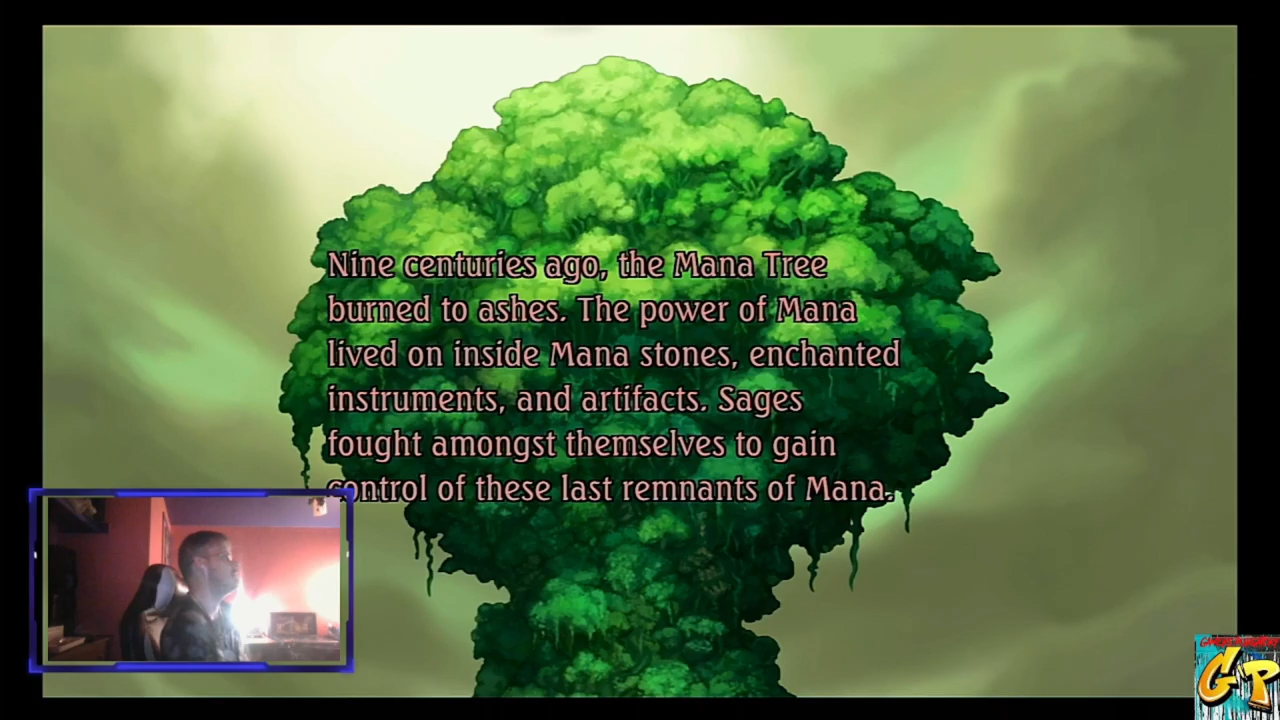 Nine centuries ago, the Mana Tree
burned to ashes. The power of Mana
lived on inside Mana stones, enchanted
instruments, and artifacts. Sages
fought amongst themselves to gain
control of these last remnants of Mana.
GP